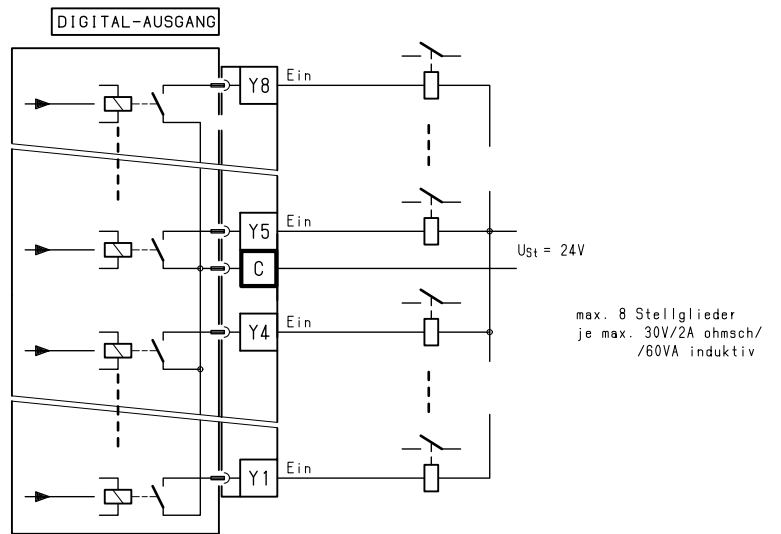 DIGITAL-AUSGANG
Y8 Ein
Y5 Ein
C
USt = 24V
Y4 Ein
max. 8 Stellglieder
je max. 30V/2A ohmsch/
/60VA induktiv
Y1 Ein